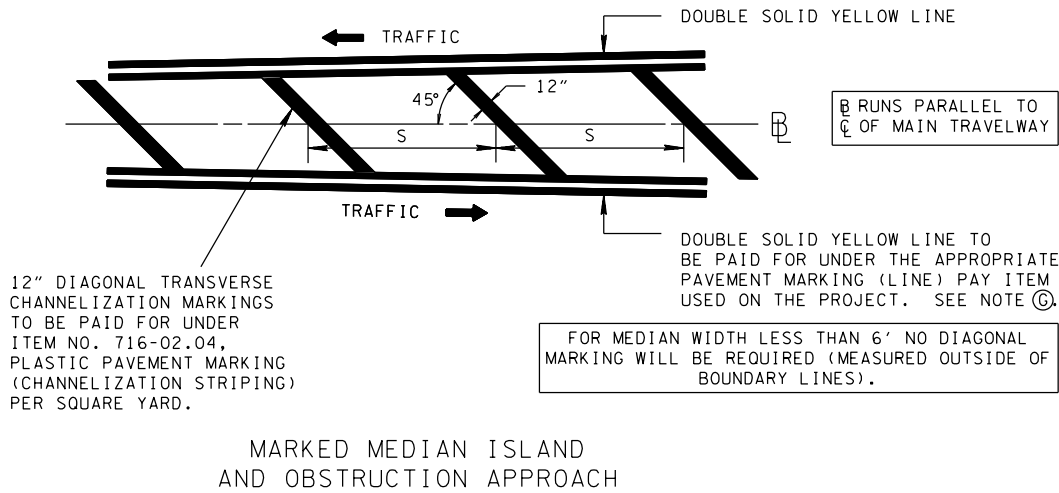 DOUBLE SOLID YELLOW LINE
TRAFFIC
12"
45°
S
S
BL
BL RUNS PARALLEL TO
CL OF MAIN TRAVELWAY
TRAFFIC
DOUBLE SOLID YELLOW LINE TO
BE PAID FOR UNDER THE APPROPRIATE
PAVEMENT MARKING (LINE) PAY ITEM
USED ON THE PROJECT. SEE NOTE Ⓖ.
12" DIAGONAL TRANSVERSE
CHANNELIZATION MARKINGS
TO BE PAID FOR UNDER
ITEM NO. 716-02.04,
PLASTIC PAVEMENT MARKING
(CHANNELIZATION STRIPING)
PER SQUARE YARD.
FOR MEDIAN WIDTH LESS THAN 6' NO DIAGONAL
MARKING WILL BE REQUIRED (MEASURED OUTSIDE OF
BOUNDARY LINES).
MARKED MEDIAN ISLAND
AND OBSTRUCTION APPROACH